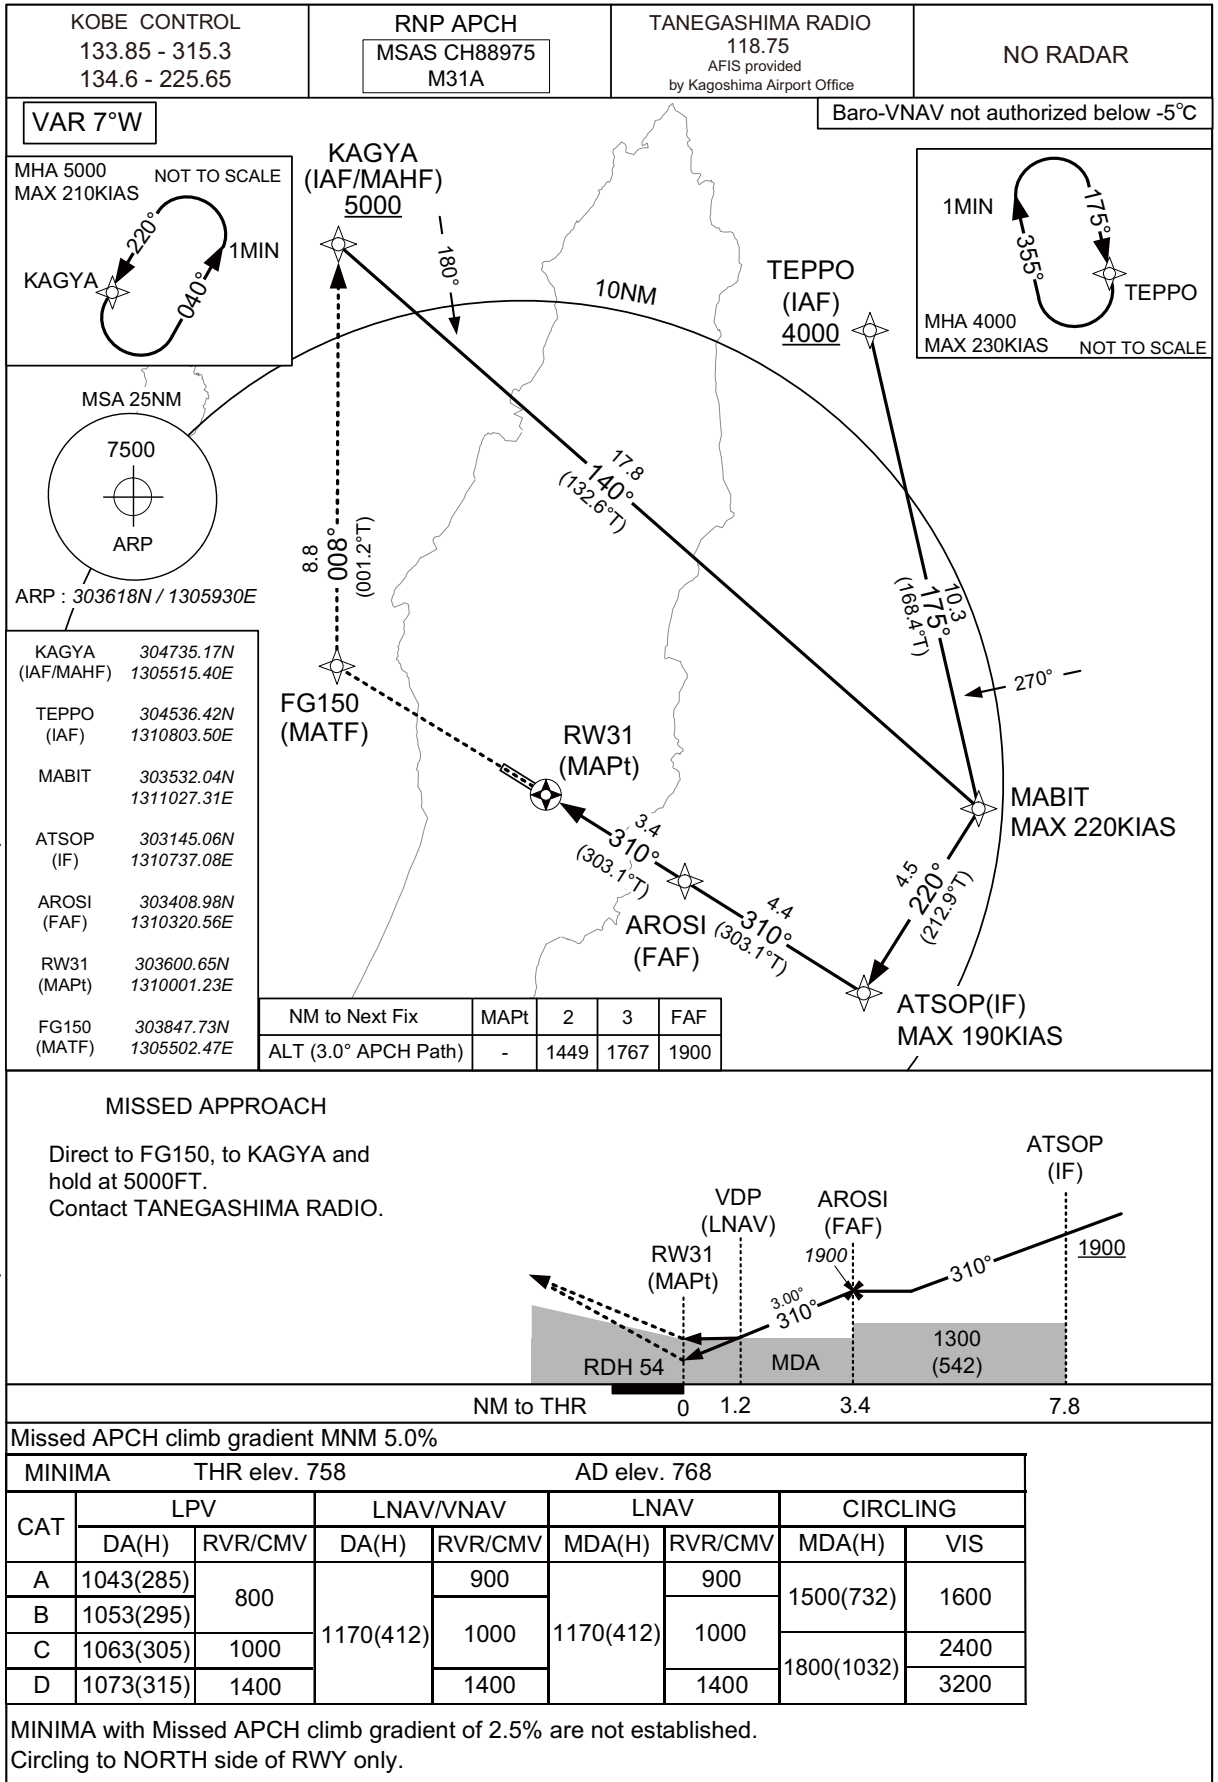 KOBE CONTROL
133.85 - 315.3
134.6 - 225.65
RNP APCH
MSAS CH88975
M31A
TANEGASHIMA RADIO
118.75
AFIS provided
by Kagoshima Airport Office
NO RADAR
VAR 7°W
Baro-VNAV not authorized below -5°C
MHA 5000
MAX 210KIAS
NOT TO SCALE
220°
1MIN
KAGYA
040°
KAGYA
(IAF/MAHF)
5000
180°
10NM
TEPPO
(IAF)
4000
1MIN
175°
355°
TEPPO
MHA 4000
MAX 230KIAS
NOT TO SCALE
MSA 25NM
7500
ARP
ARP : 303618N / 1305930E
8.8
008°
(001.2°T)
17.8
140°
(132.6°T)
10.3
175°
(168.4°T)
270°
KAGYA
(IAF/MAHF)
304735.17N
1305515.40E
TEPPO
(IAF)
304536.42N
1310803.50E
MABIT
303532.04N
1311027.31E
ATSOP
(IF)
303145.06N
1310737.08E
AROSI
(FAF)
303408.98N
1310320.56E
RW31
(MAPt)
303600.65N
1310001.23E
FG150
(MATF)
303847.73N
1305502.47E
FG150
(MATF)
RW31
(MAPt)
MABIT
MAX 220KIAS
3.4
310°
(303.1°T)
4.5
220°
(212.9°T)
AROSI
(FAF)
4.4
310°
(303.1°T)
ATSOP(IF)
MAX 190KIAS
NM to Next Fix MAPt 2 3 FAF
ALT (3.0° APCH Path) - 1449 1767 1900
MISSED APPROACH
Direct to FG150, to KAGYA and
hold at 5000FT.
Contact TANEGASHIMA RADIO.
ATSOP
(IF)
VDP
(LNAV)
AROSI
(FAF)
RW31
(MAPt)
1900
1900
310°
3.00°
310°
RDH 54
MDA
1300
(542)
NM to THR 0 1.2 3.4 7.8
Missed APCH climb gradient MNM 5.0%
MINIMA THR elev. 758 AD elev. 768
CAT LPV LNAV/VNAV LNAV CIRCLING
DA(H) RVR/CMV DA(H) RVR/CMV MDA(H) RVR/CMV MDA(H) VIS
A 1043(285) 800 1170(412) 900 1170(412) 900 1500(732) 1600
B 1053(295) 1000 1000
C 1063(305) 1000 1800(1032) 2400
D 1073(315) 1400 1400 1400 3200
MINIMA with Missed APCH climb gradient of 2.5% are not established.
Circling to NORTH side of RWY only.